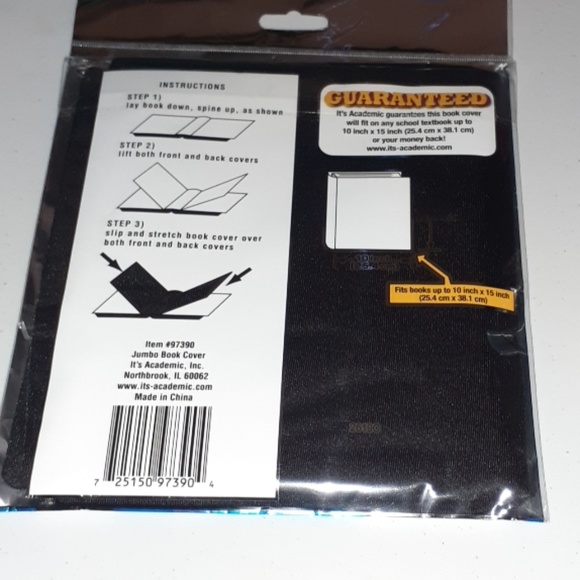 INSTRUCTIONS
STEP 1)
lay book down, spine up, as shown
STEP 2)
lift both front and back covers
STEP 3)
slip and stretch book cover over
both front and back covers
Item #97390
Jumbo Book Cover
It's Academic, Inc.
Northbrook, IL 60062
www.its-academic.com
Made in China
7 25150 97390 4
GUARANTEED
It's Academic guarantees this book cover
will fit on any school textbook up to
10 inch x 15 inch (25.4 cm x 38.1 cm)
or your money back!
www.its-academic.com
Fits books up to 10 inch x 15 inch
(25.4 cm x 38.1 cm)